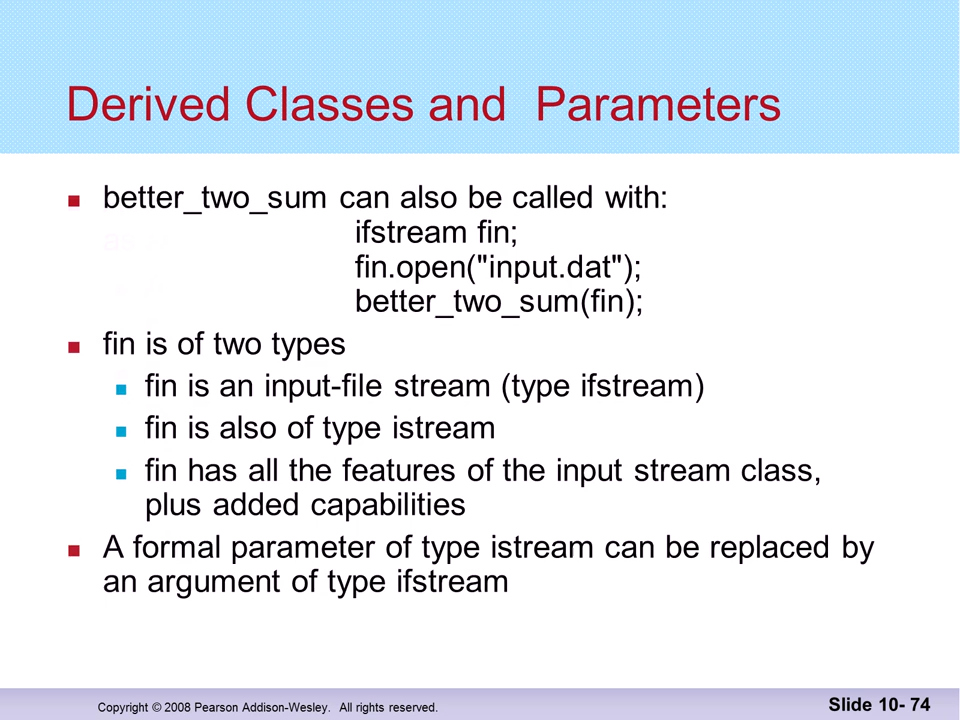 Derived Classes and  Parameters
better_two_sum can also be called with:
ifstream fin;
fin.open("input.dat");
better_two_sum(fin);
fin is of two types
fin is an input-file stream (type ifstream)
fin is also of type istream
fin has all the features of the input stream class,
plus added capabilities
A formal parameter of type istream can be replaced by
an argument of type ifstream
Copyright © 2008 Pearson Addison-Wesley.  All rights reserved.
Slide 10- 74